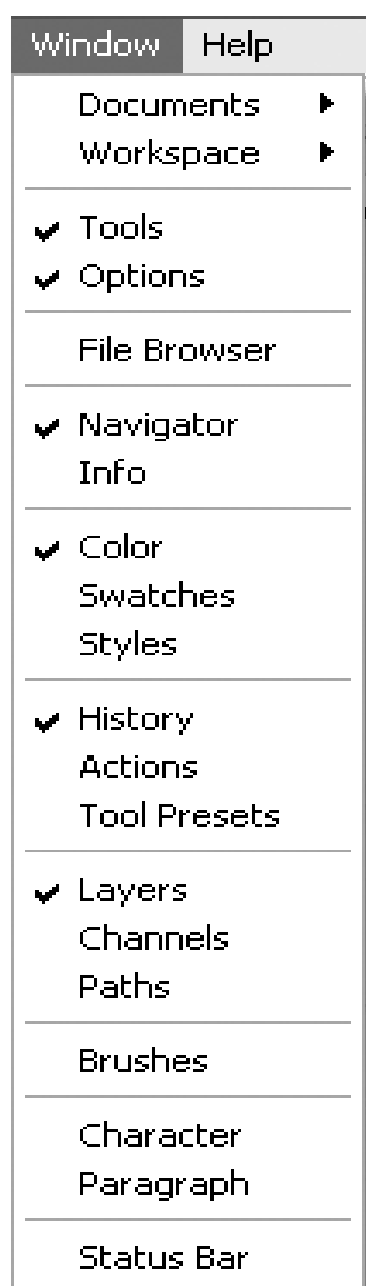 Window Help
Documents
Workspace
Tools
Options
File Browser
Navigator
Info
Color
Swatches
Styles
History
Actions
Tool Presets
Layers
Channels
Paths
Brushes
Character
Paragraph
Status Bar